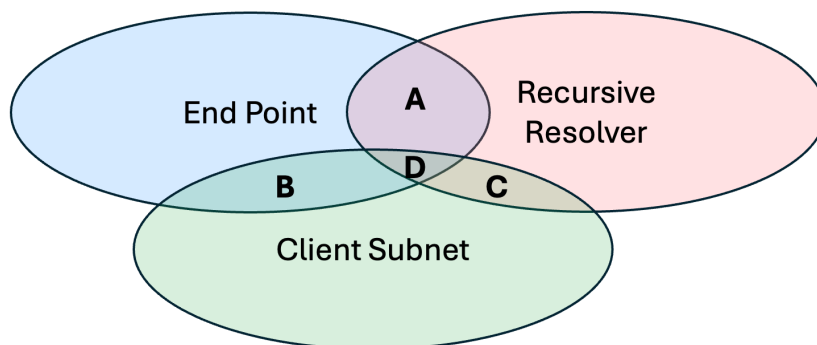 A
Recursive
End Point
Resolver
D
B
C
Client Subnet